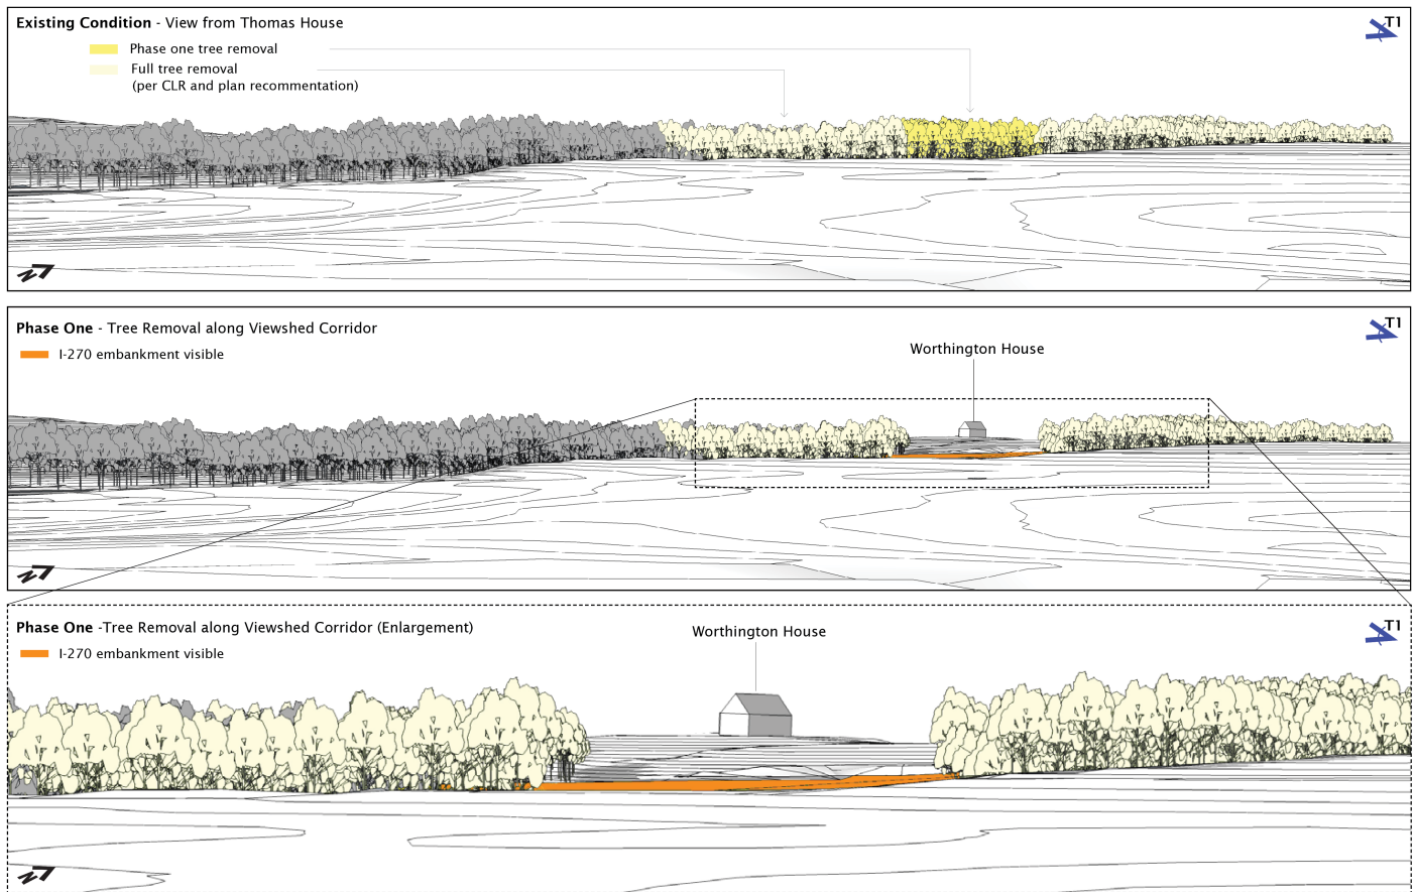 Existing Condition - View from Thomas House
T1
Phase one tree removal
Full tree removal
(per CLR and plan recommentation)
N
Phase One - Tree Removal along Viewshed Corridor
T1
I-270 embankment visible
Worthington House
N
Phase One -Tree Removal along Viewshed Corridor (Enlargement)
Worthington House
T1
I-270 embankment visible
N